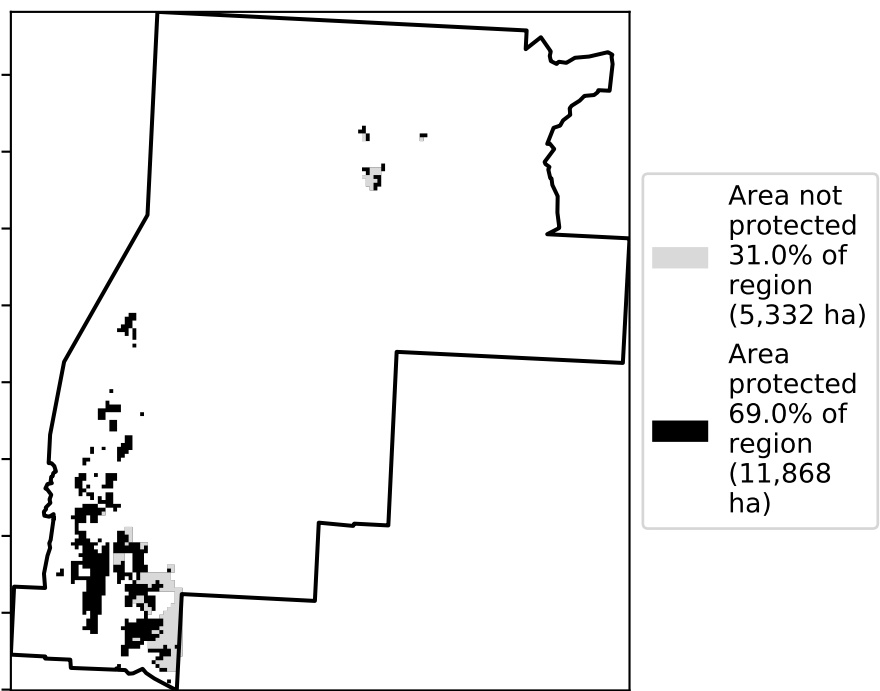 Area not
protected
31.0% of
region
(5,332 ha)
Area
protected
69.0% of
region
(11,868
ha)